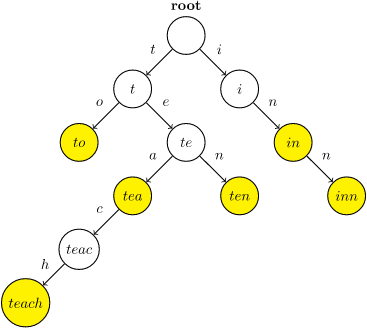 root
t i
t i
o e n
to te in
a n n
tea ten inn
c
teac
h
teach